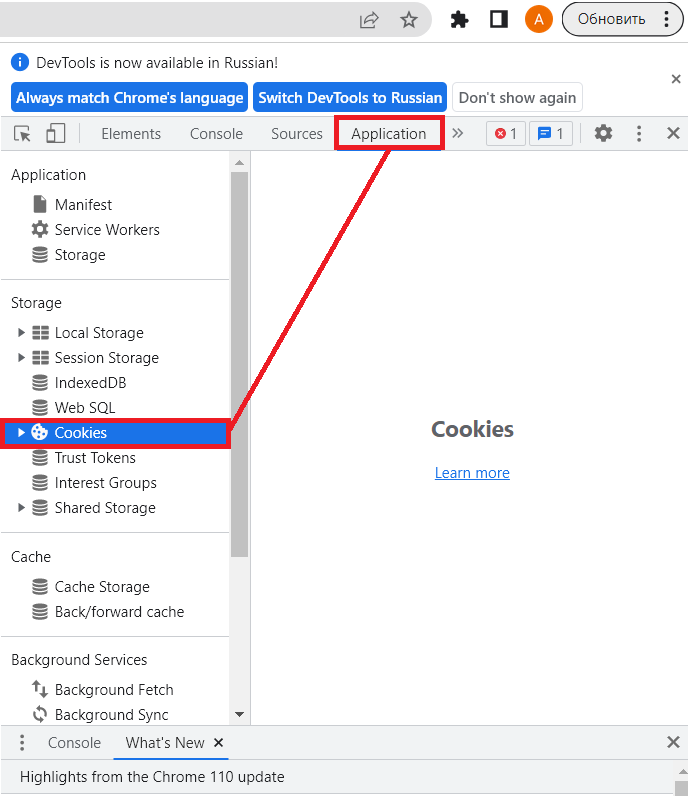 A Обновить
DevTools is now available in Russian!
Always match Chrome's language Switch DevTools to Russian Don't show again
Elements Console Sources Application 1 1
Application
Manifest
Service Workers
Storage
Storage
Local Storage
Session Storage
IndexedDB
Web SQL
Cookies
Trust Tokens
Interest Groups
Shared Storage
Cache
Cache Storage
Back/forward cache
Background Services
Background Fetch
Background Sync
Cookies
Learn more
Console What's New
Highlights from the Chrome 110 update